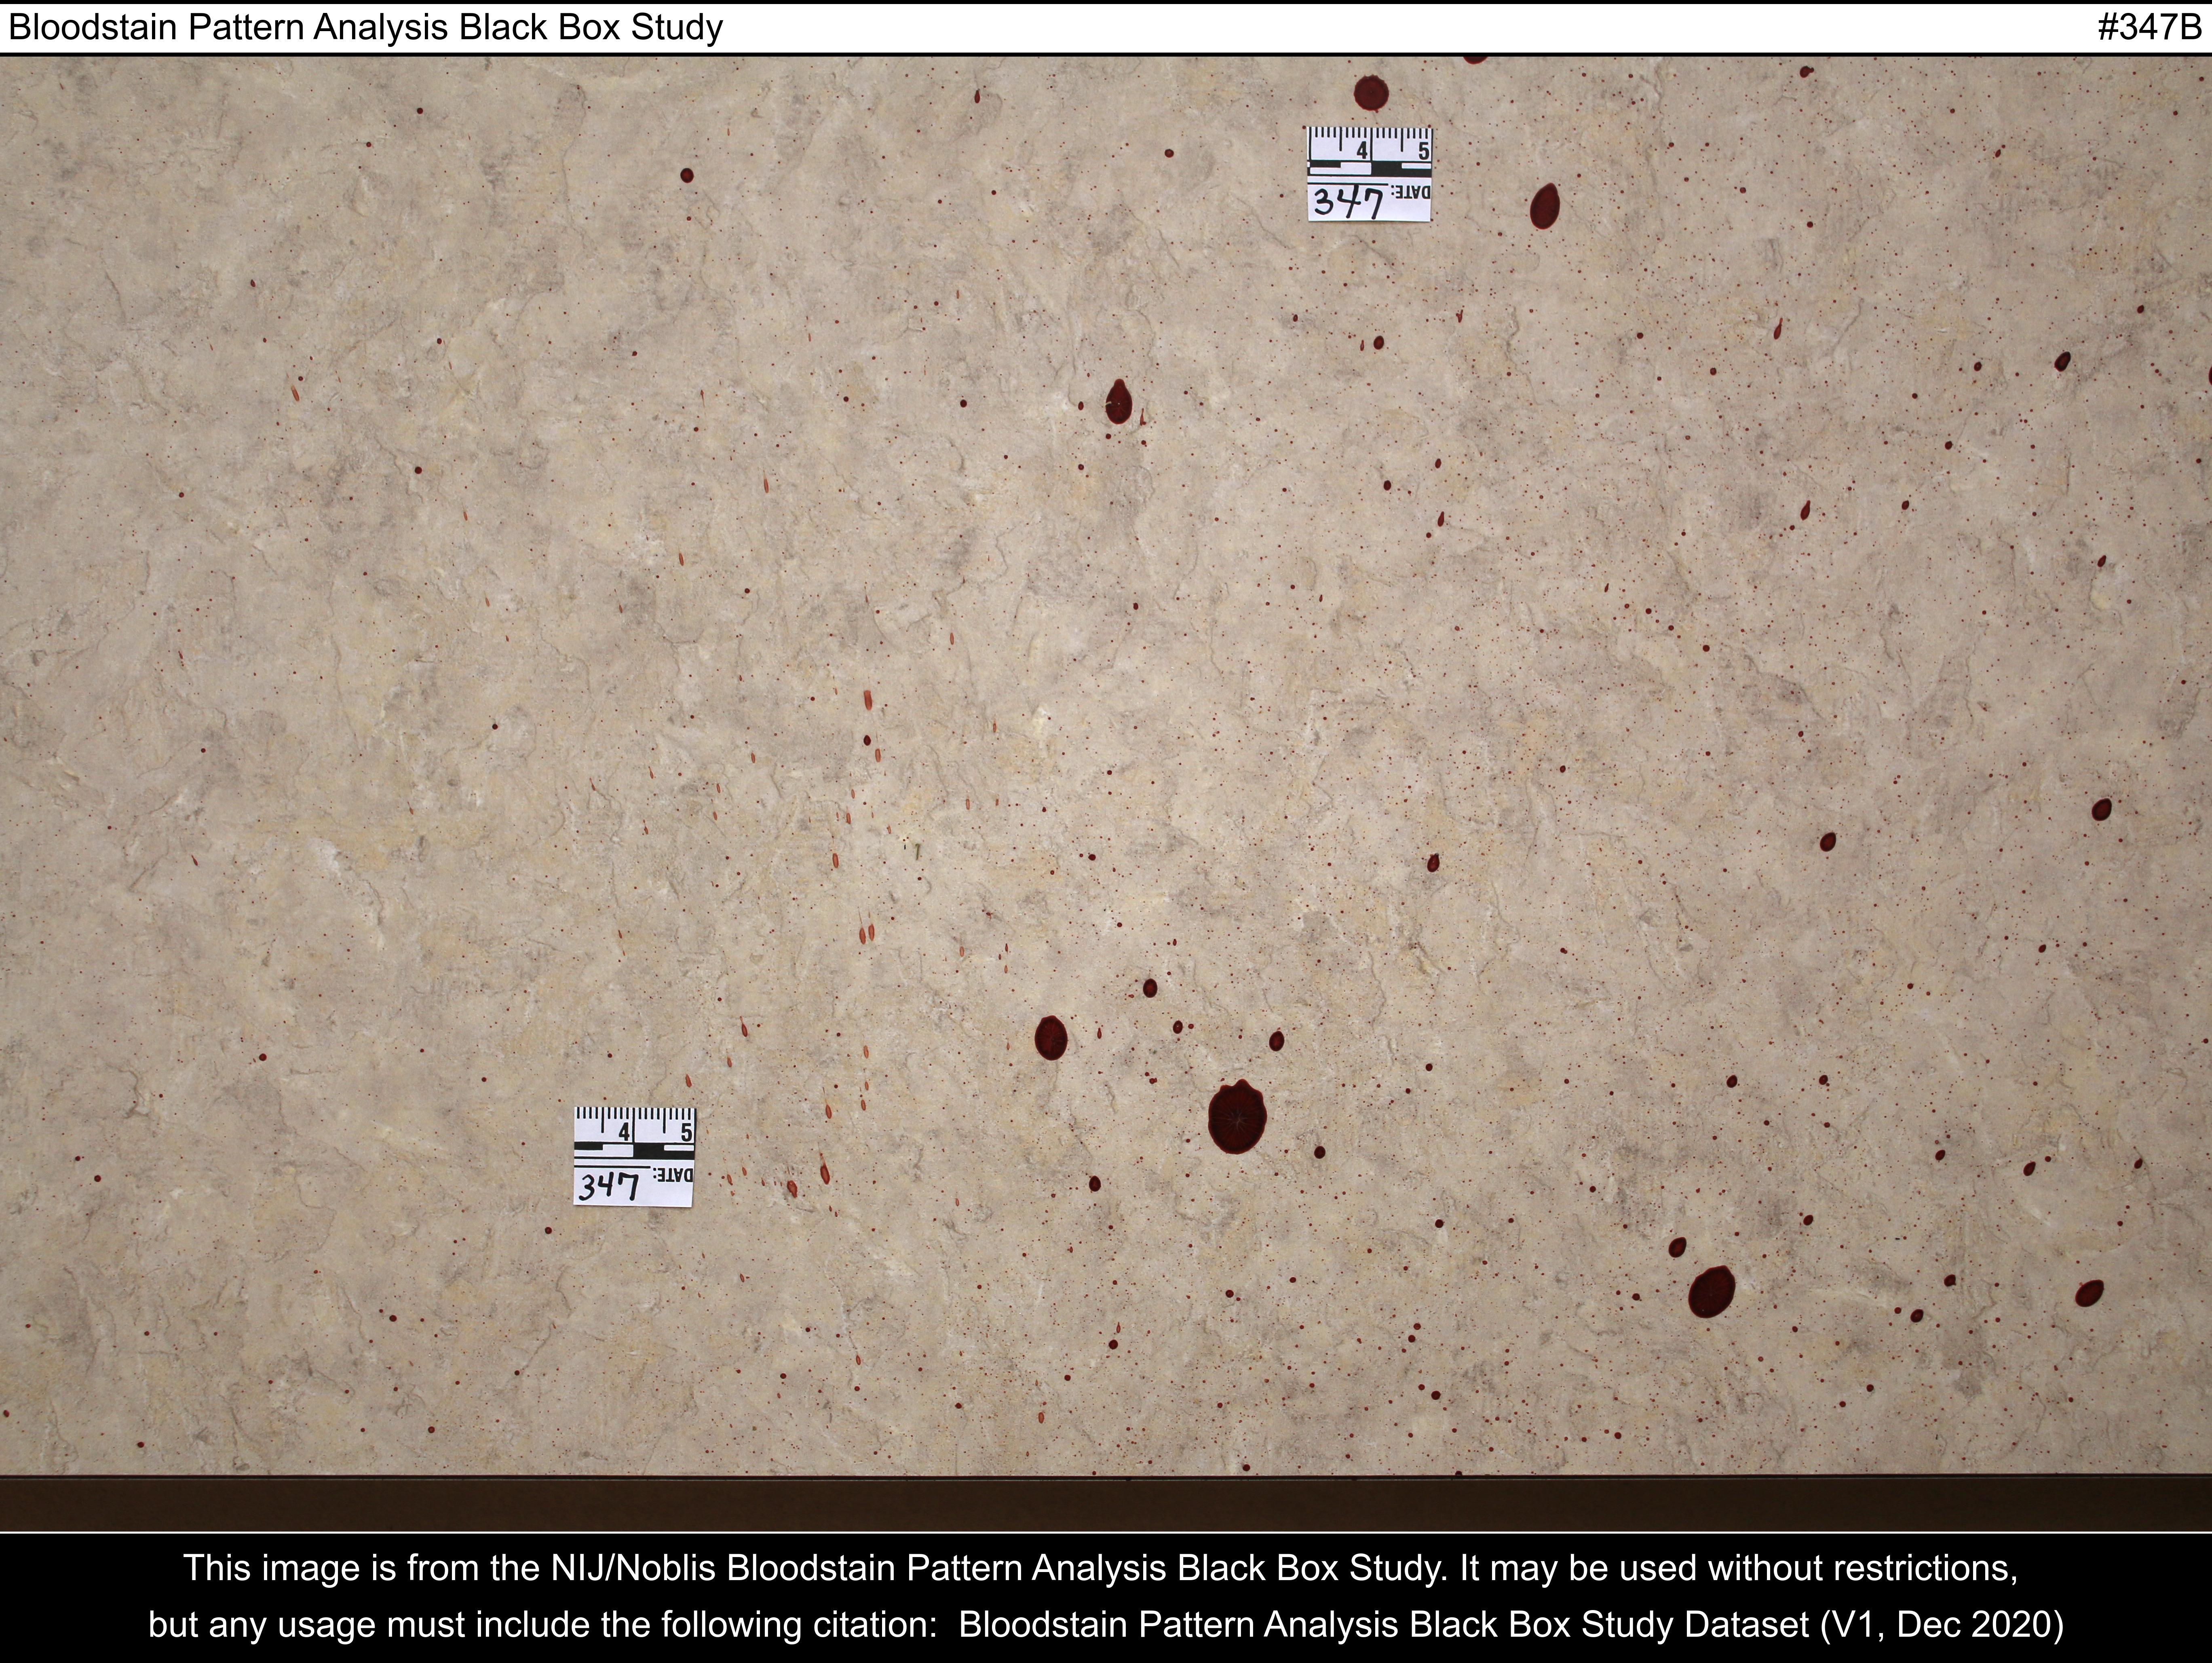 Bloodstain Pattern Analysis Black Box Study #347B
4 5
DATE:
347
4 5
DATE:
347
This image is from the NIJ/Noblis Bloodstain Pattern Analysis Black Box Study. It may be used without restrictions,
but any usage must include the following citation: Bloodstain Pattern Analysis Black Box Study Dataset (V1, Dec 2020)